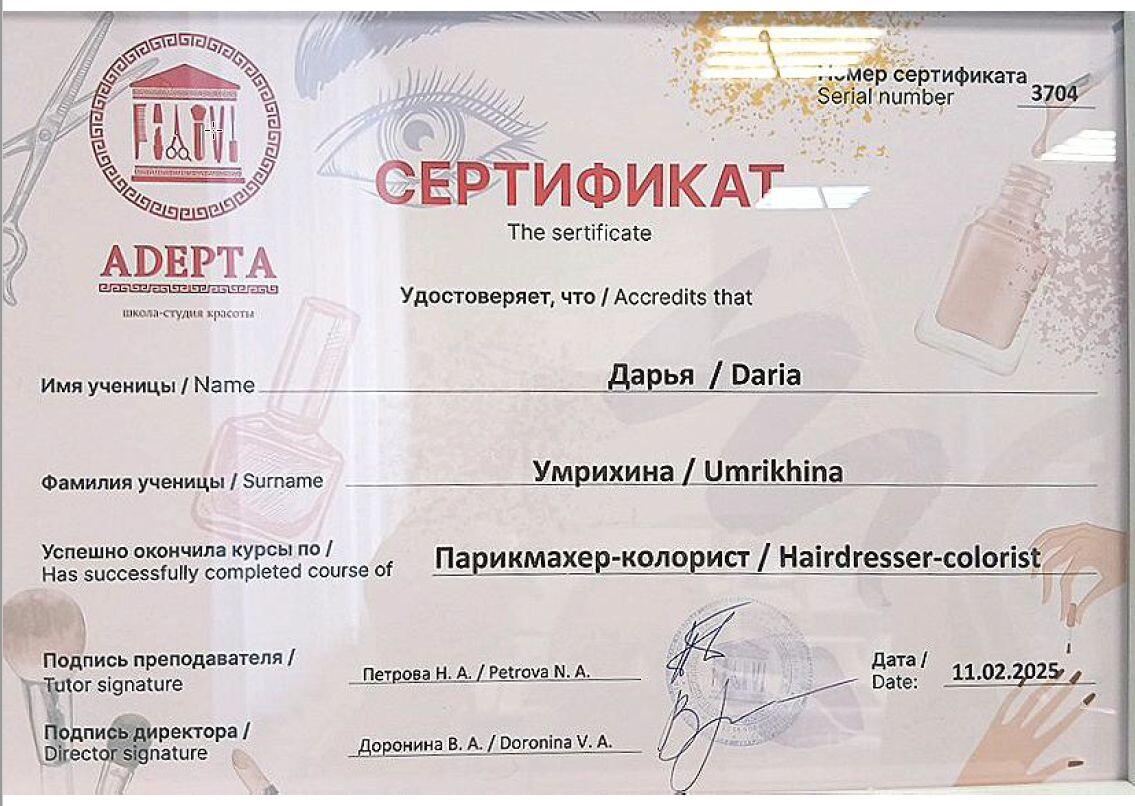 Номер сертификата
Serial number 3704
СЕРТИФИКАТ
The sertificate
ADEPTA
школа-студия красоты
Удостоверяет, что / Accredits that
Имя ученицы / Name Дарья / Daria
Фамилия ученицы / Surname Умрихина / Umrikhina
Успешно окончила курсы по /
Has successfully completed course of Парикмахер-колорист / Hairdresser-colorist
Подпись преподавателя /
Tutor signature Петрова Н. А. / Petrova N. A.
Дата /
Date: 11.02.2025
Подпись директора /
Director signature Доронина В. А. / Doronina V. A.